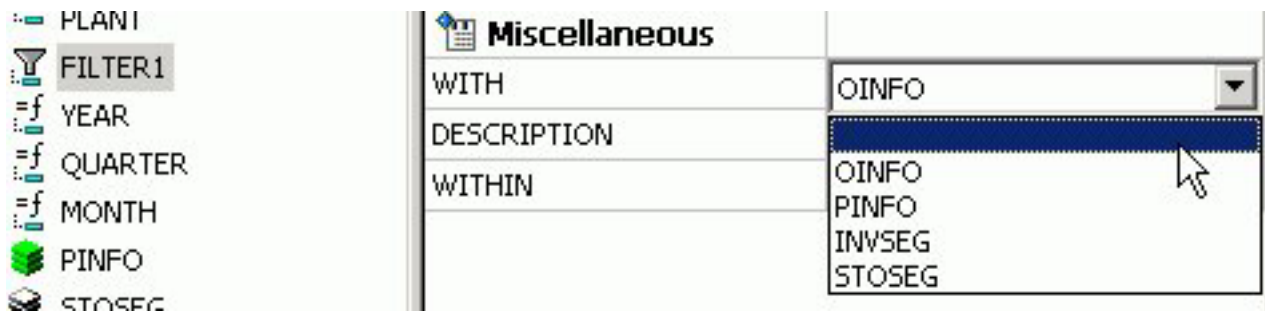 PLANT
FILTER1
YEAR
QUARTER
MONTH
PINFO
STOSEG
Miscellaneous
WITH
OINFO
DESCRIPTION
WITHIN
OINFO
PINFO
INVSEG
STOSEG